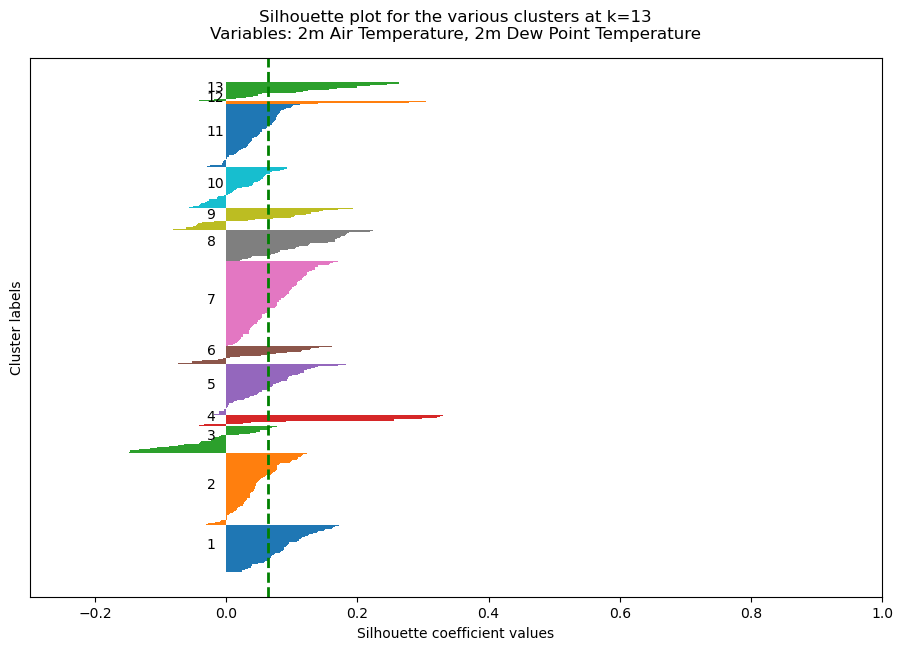 Silhouette plot for the various clusters at k=13
Variables: 2m Air Temperature, 2m Dew Point Temperature
13
12
11
10
9
8
7
6
5
4
3
2
1
Cluster labels
−0.2 0.0 0.2 0.4 0.6 0.8 1.0
Silhouette coefficient values